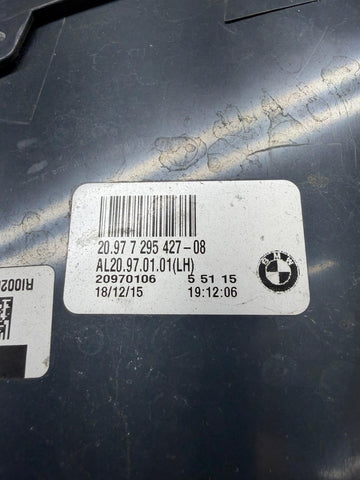 20.97 7 295 427-08
AL20.97.01.01(LH)
20970106 5 51 15
18/12/15 19:12:06
BMW
RI002